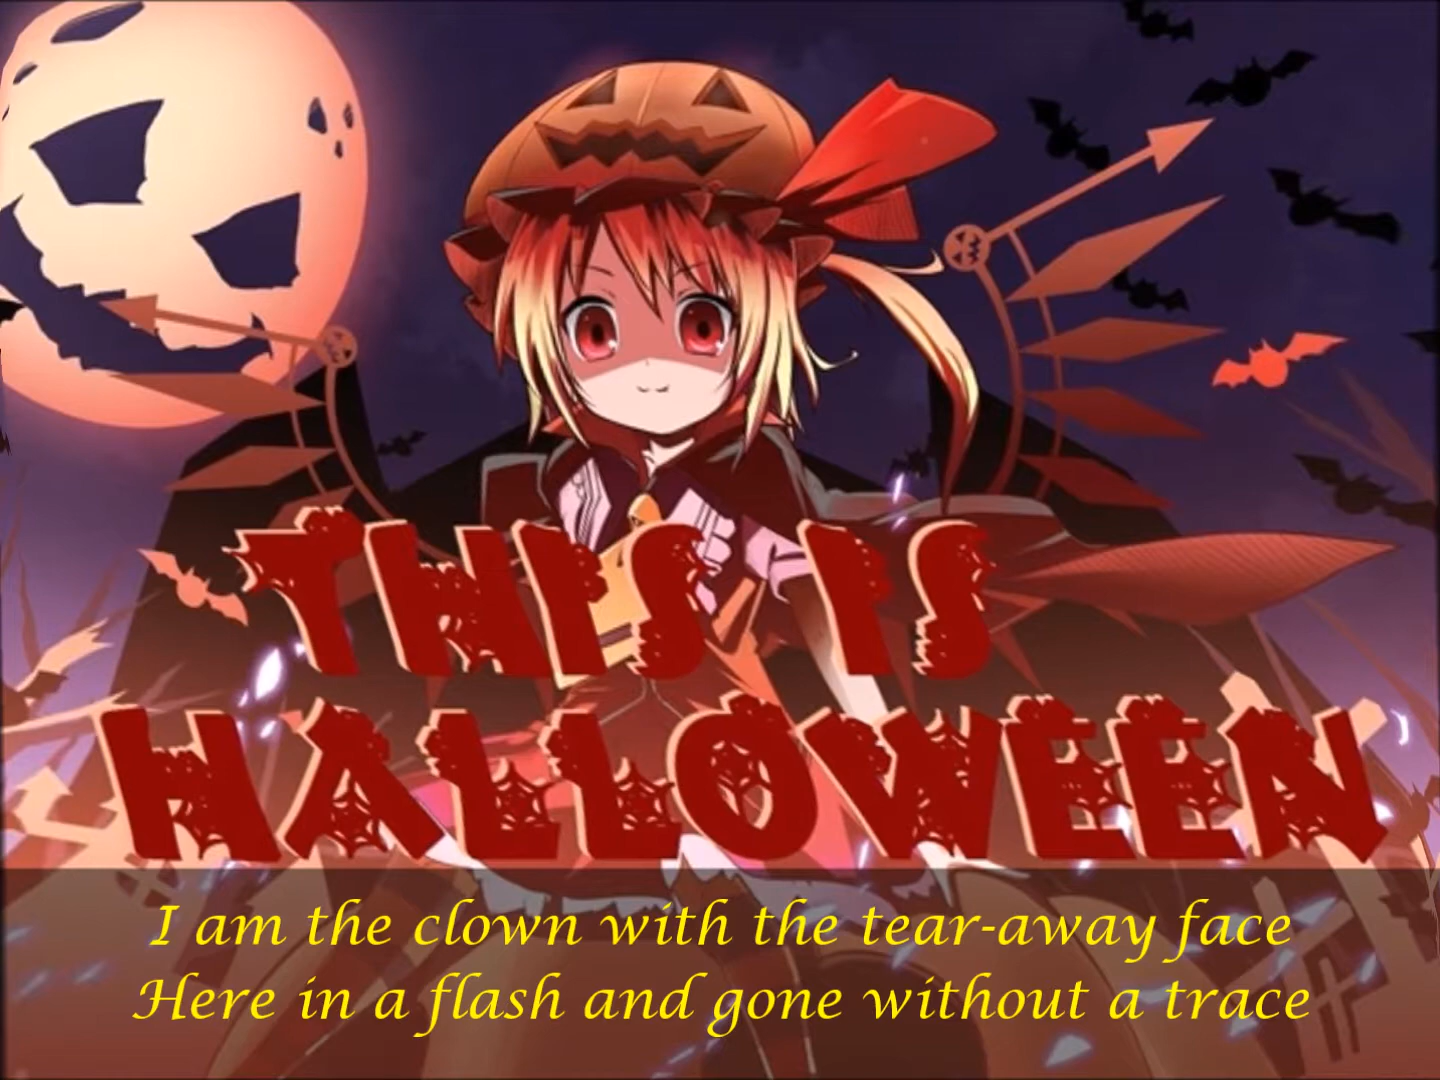 THIS IS
HALLOWEEN
I am the clown with the tear-away face
Here in a flash and gone without a trace